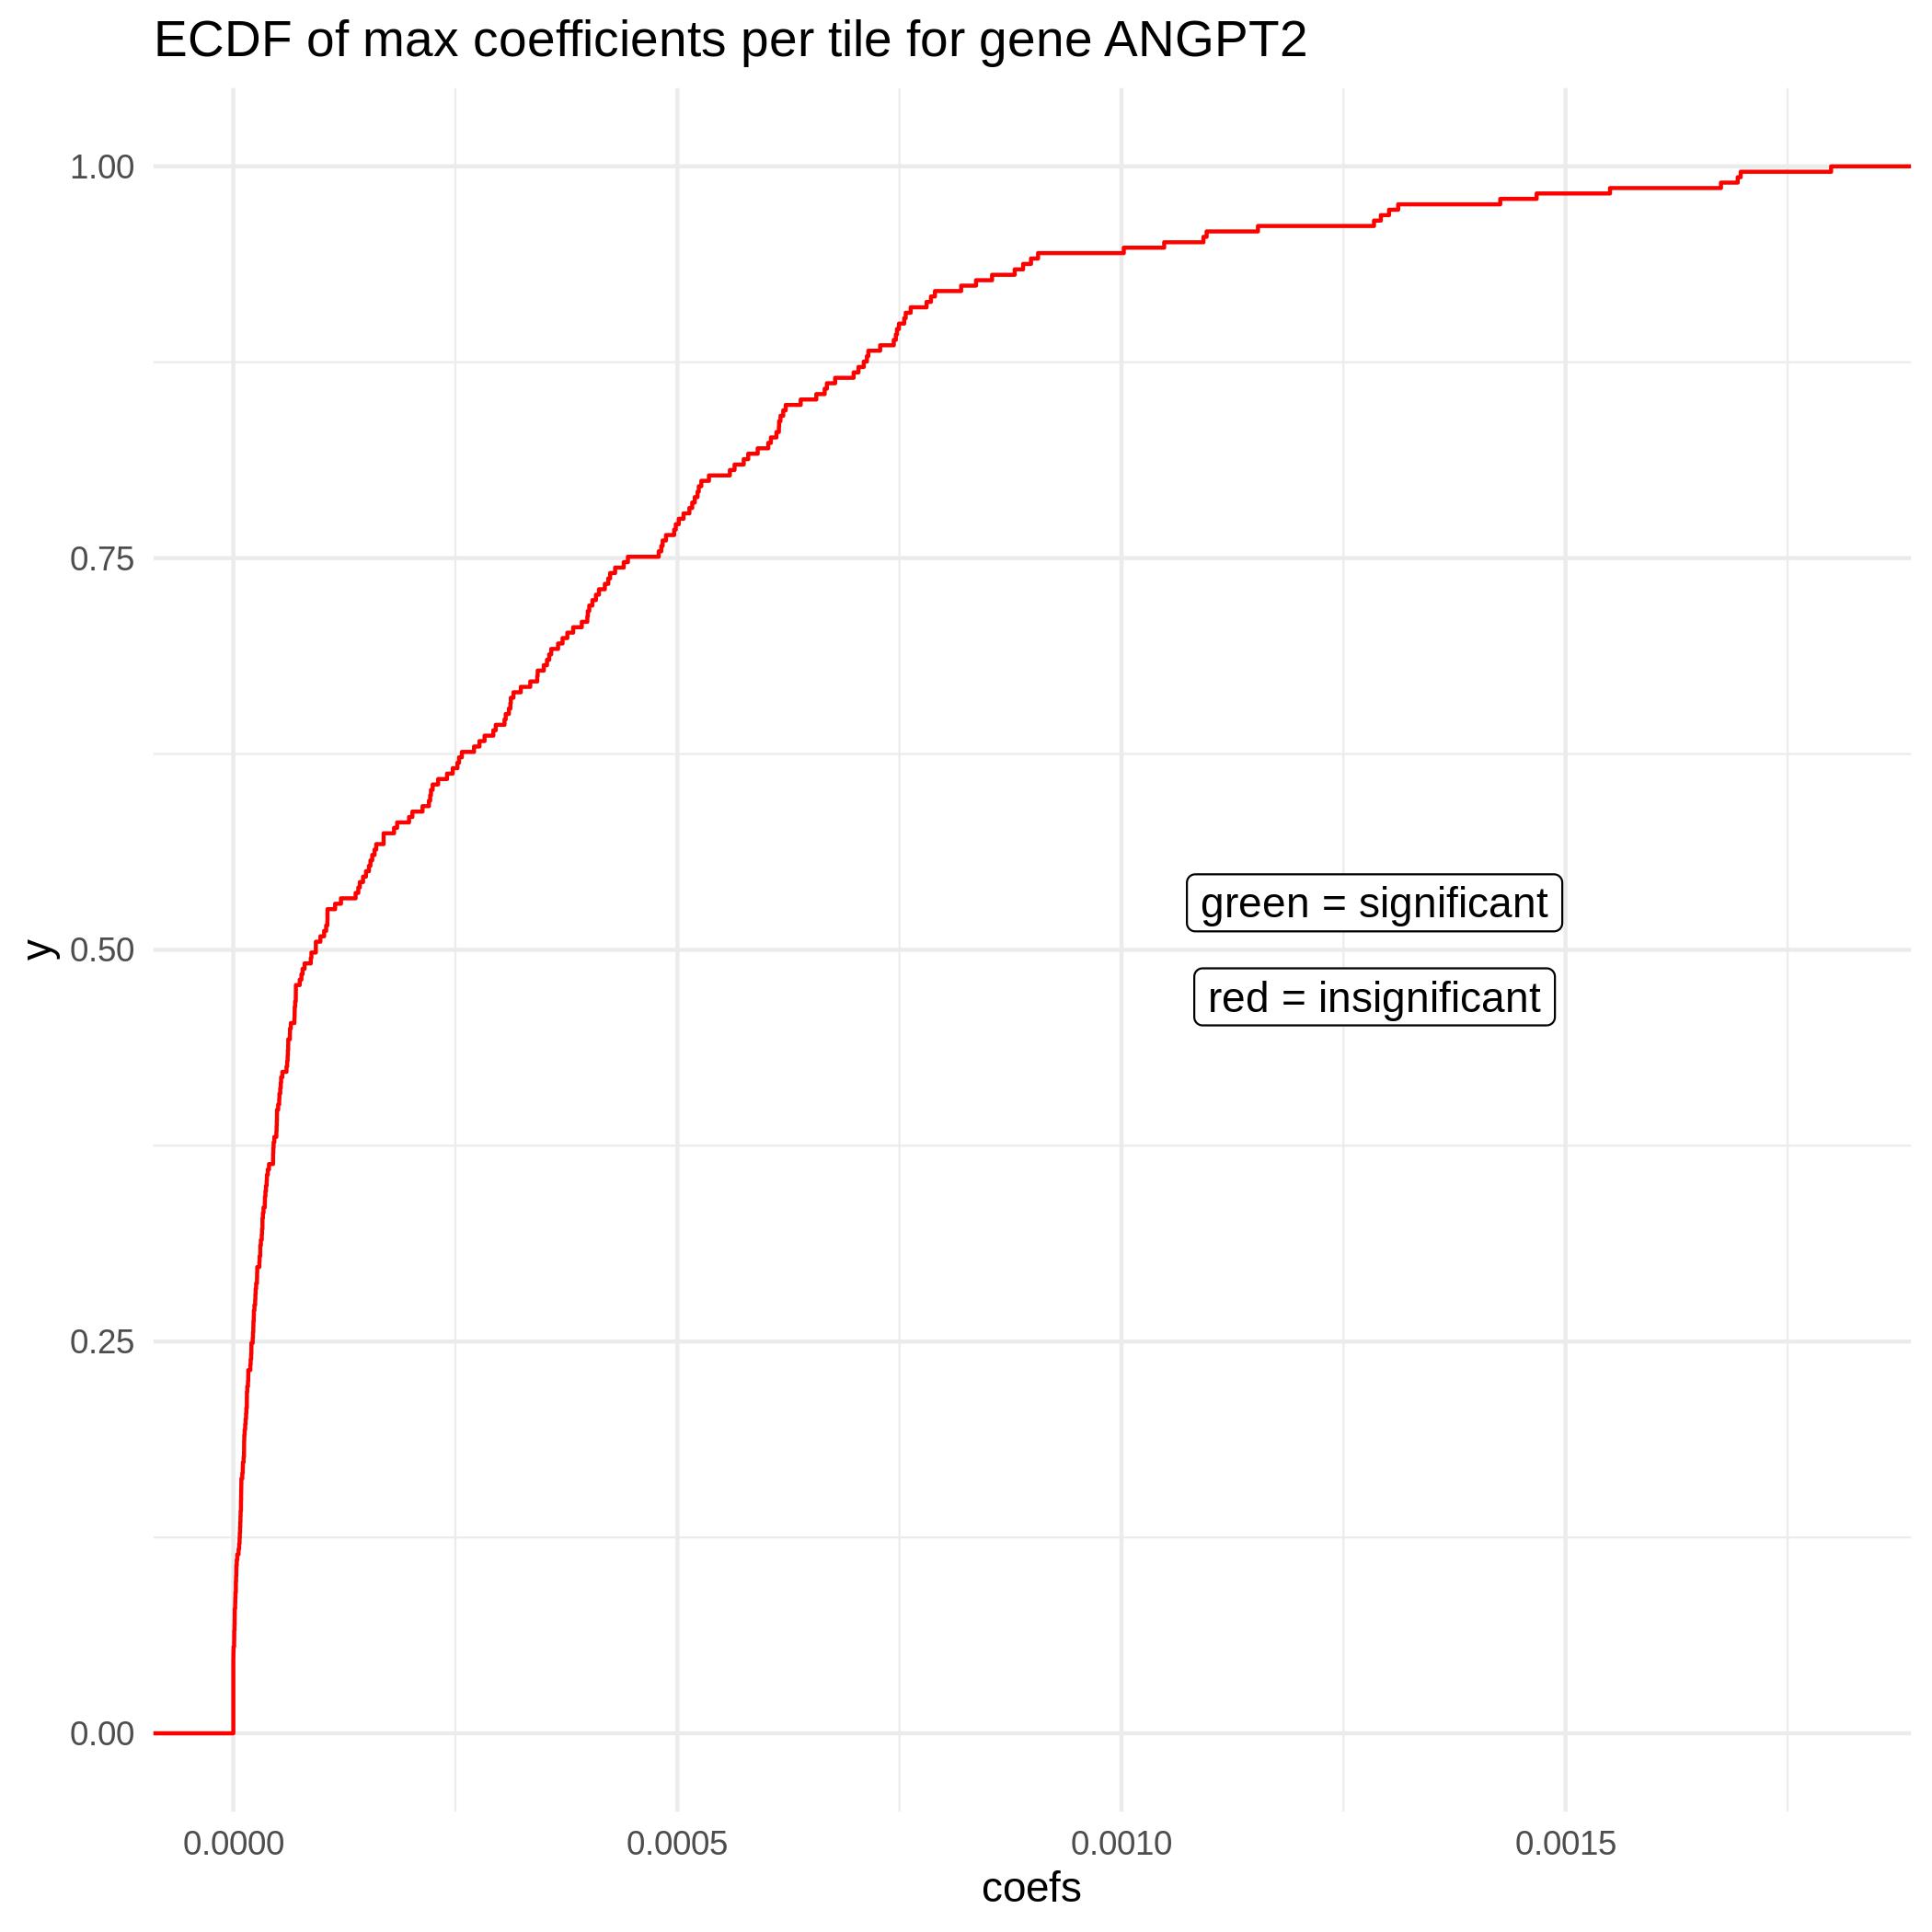 ECDF of max coefficients per tile for gene ANGPT2
1.00
0.75
0.50
0.25
0.00
y
green = significant
red = insignificant
0.0000 0.0005 0.0010 0.0015
coefs